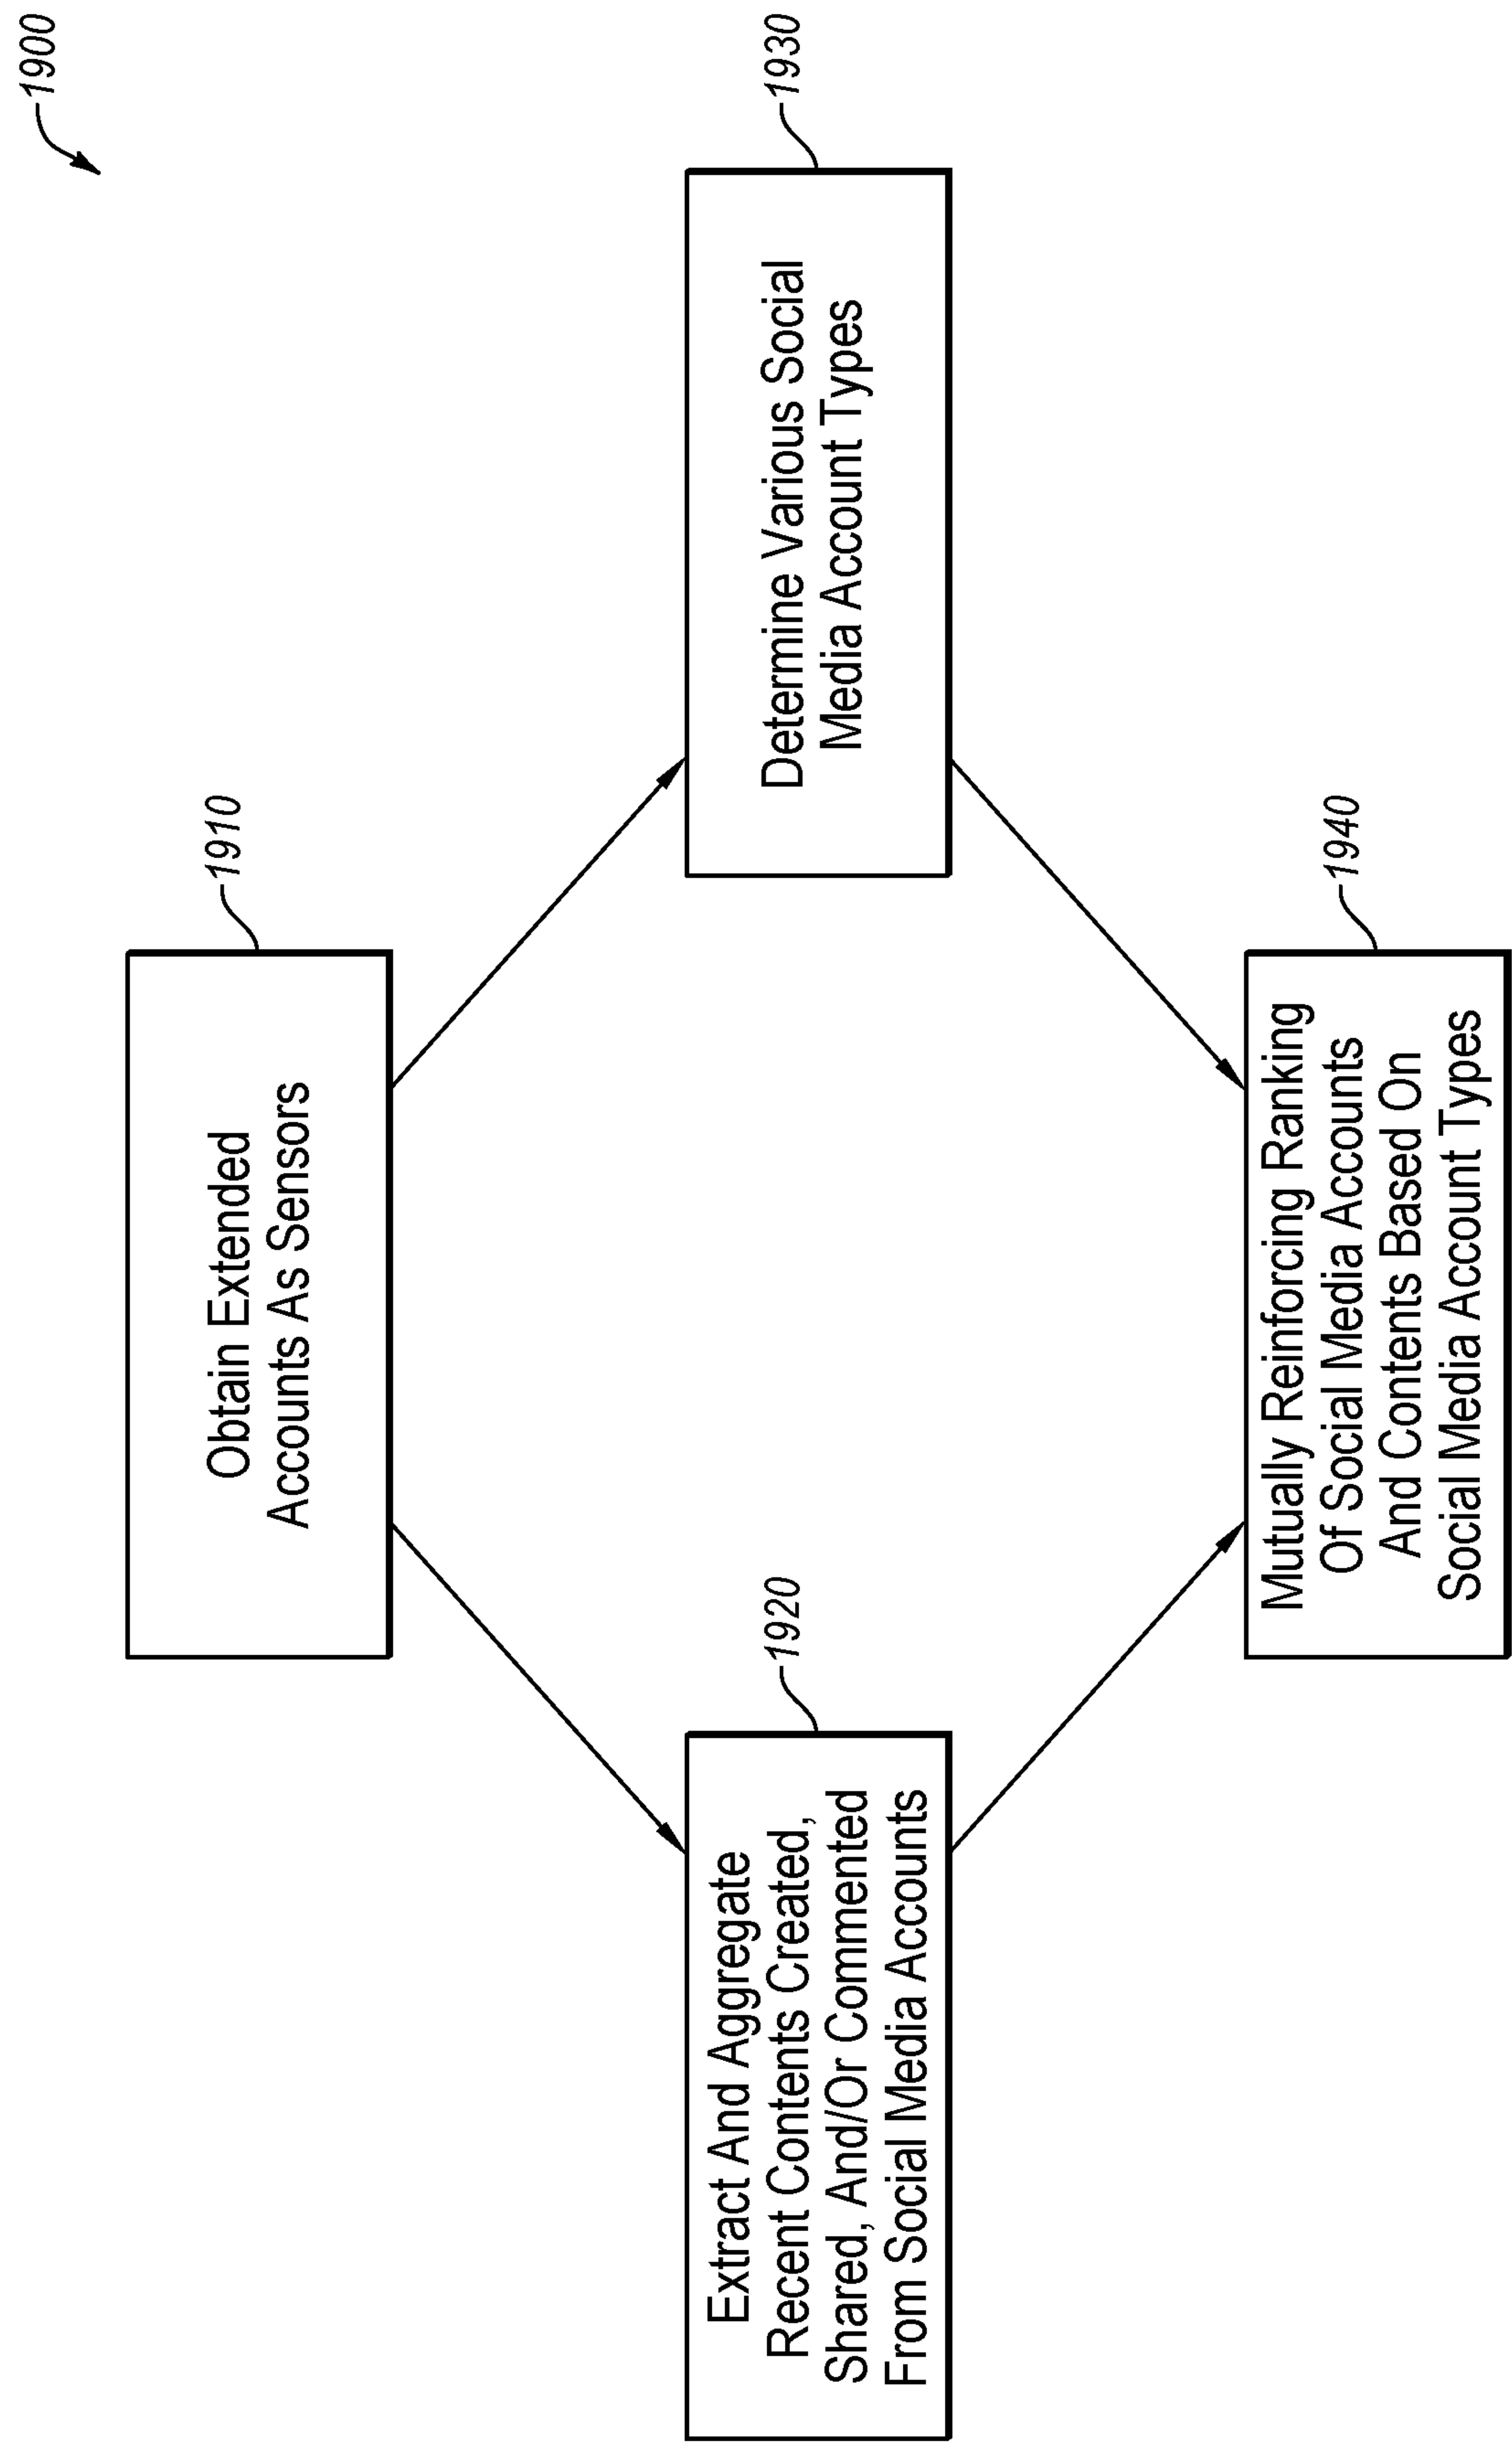 1900
1910
Obtain Extended
Accounts As Sensors
1920
Extract And Aggregate
Recent Contents Created,
Shared, And/Or Commented
From Social Media Accounts
1930
Determine Various Social
Media Account Types
1940
Mutually Reinforcing Ranking
Of Social Media Accounts
And Contents Based On
Social Media Account Types